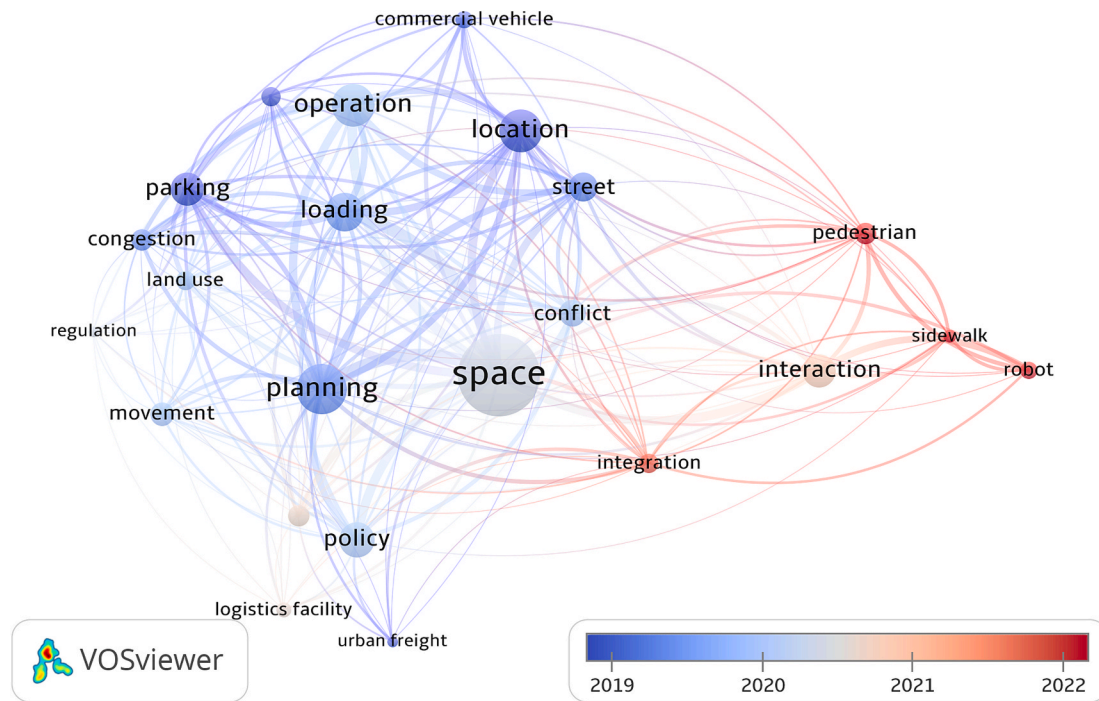 commercial vehicle
operation
location
parking
loading
street
congestion
pedestrian
land use
conflict
regulation
sidewalk
space
interaction
robot
planning
movement
integration
policy
logistics facility
urban freight
VOSviewer
2019 2020 2021 2022